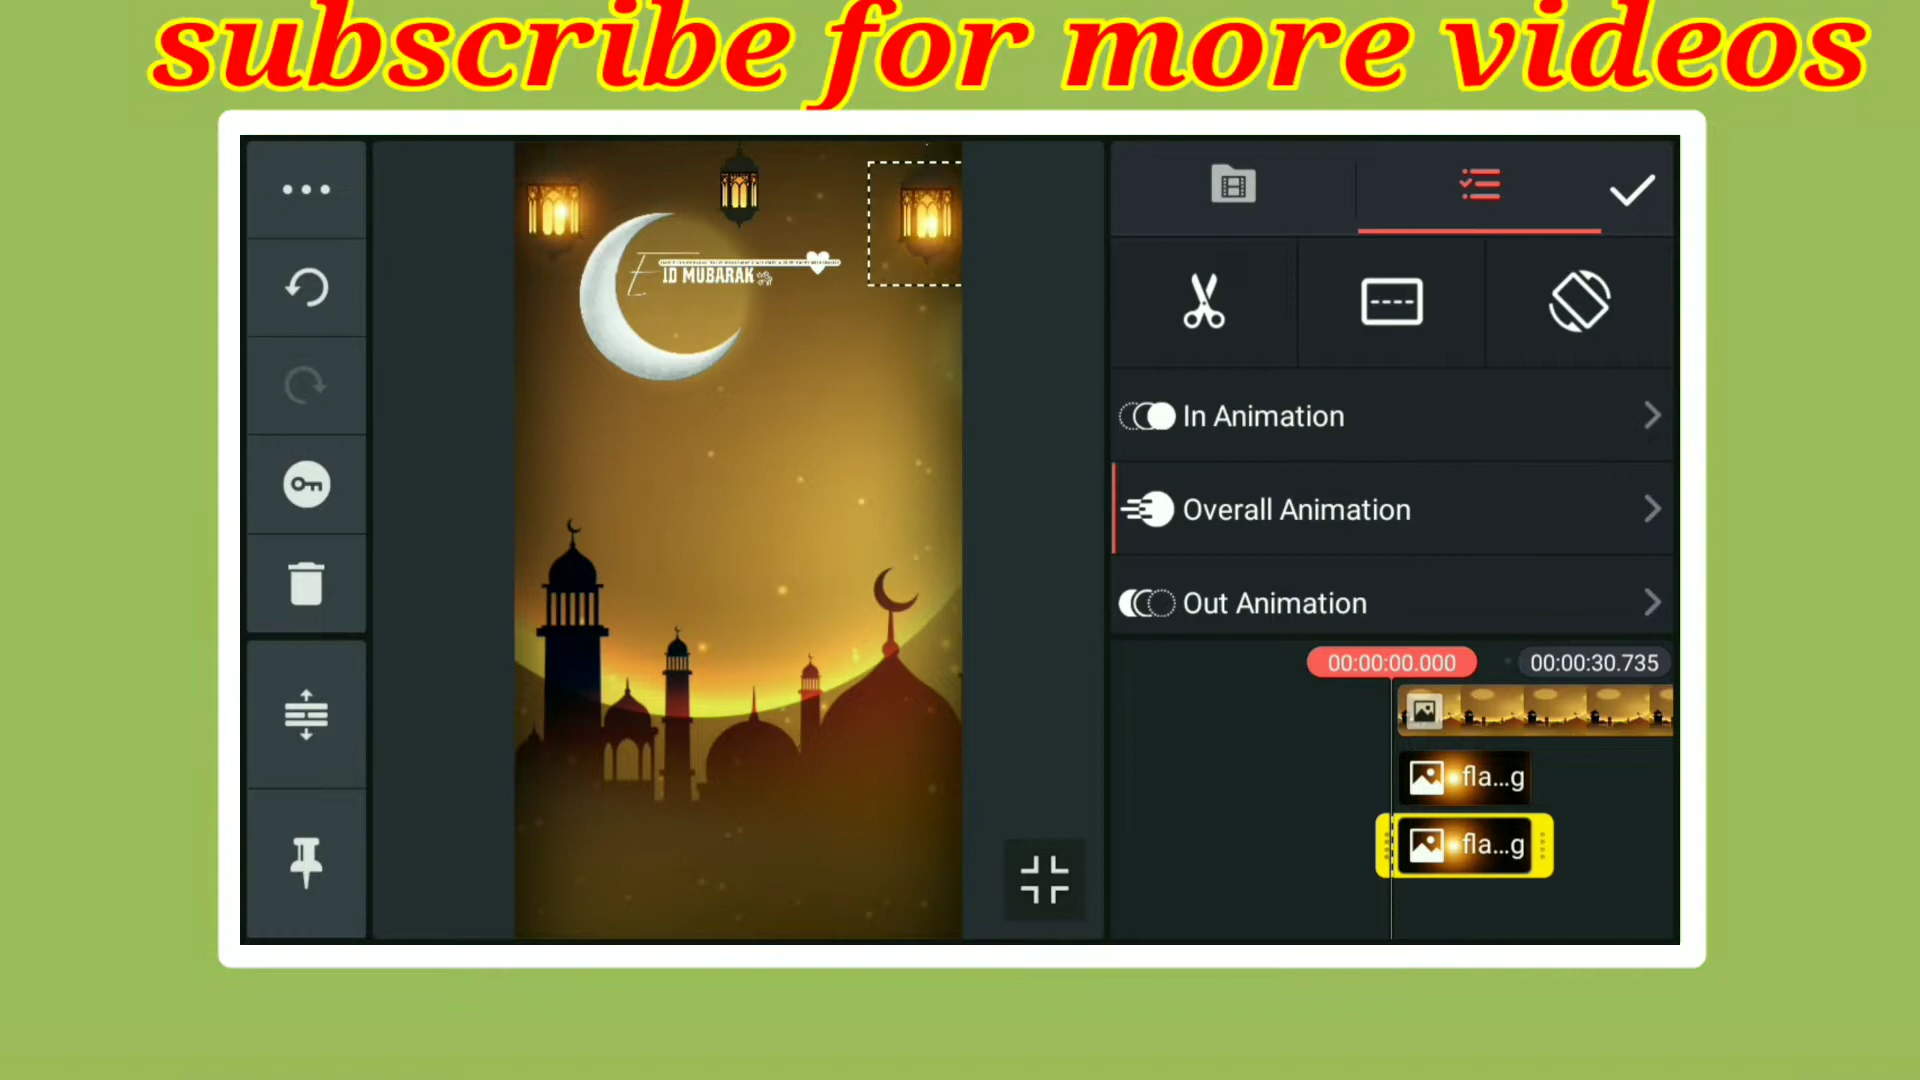 subscribe for more videos
EID MUBARAK
In Animation
Overall Animation
Out Animation
00:00:00.000
00:00:30.735
fla...g
fla...g